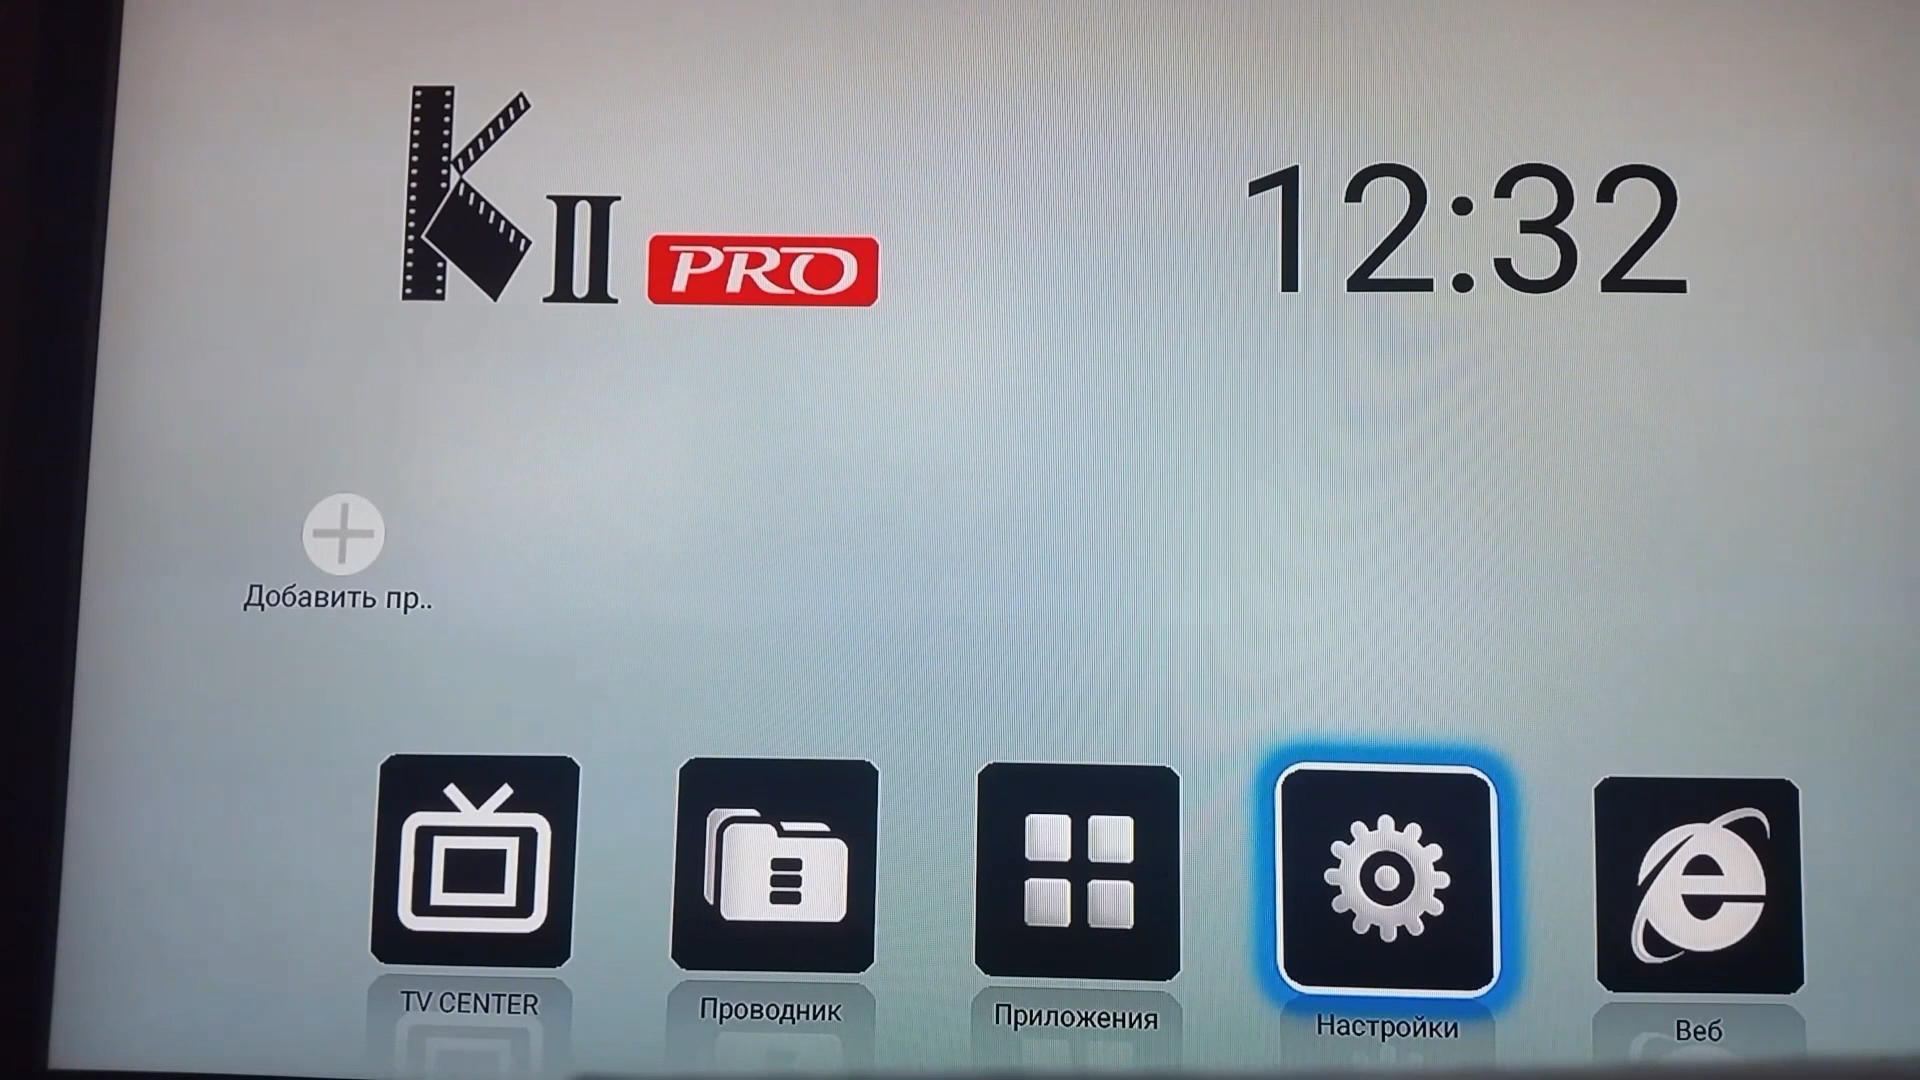 KII PRO
12:32
Добавить пр..
TV CENTER
Проводник
Приложения
Настройки
Веб